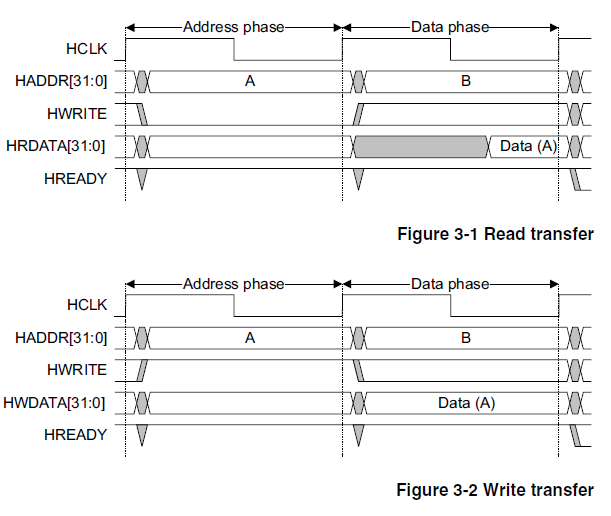 Address phase Data phase
HCLK
HADDR[31:0] A B
HWRITE
HRDATA[31:0] Data (A)
HREADY
Figure 3-1 Read transfer
Address phase Data phase
HCLK
HADDR[31:0] A B
HWRITE
HWDATA[31:0] Data (A)
HREADY
Figure 3-2 Write transfer